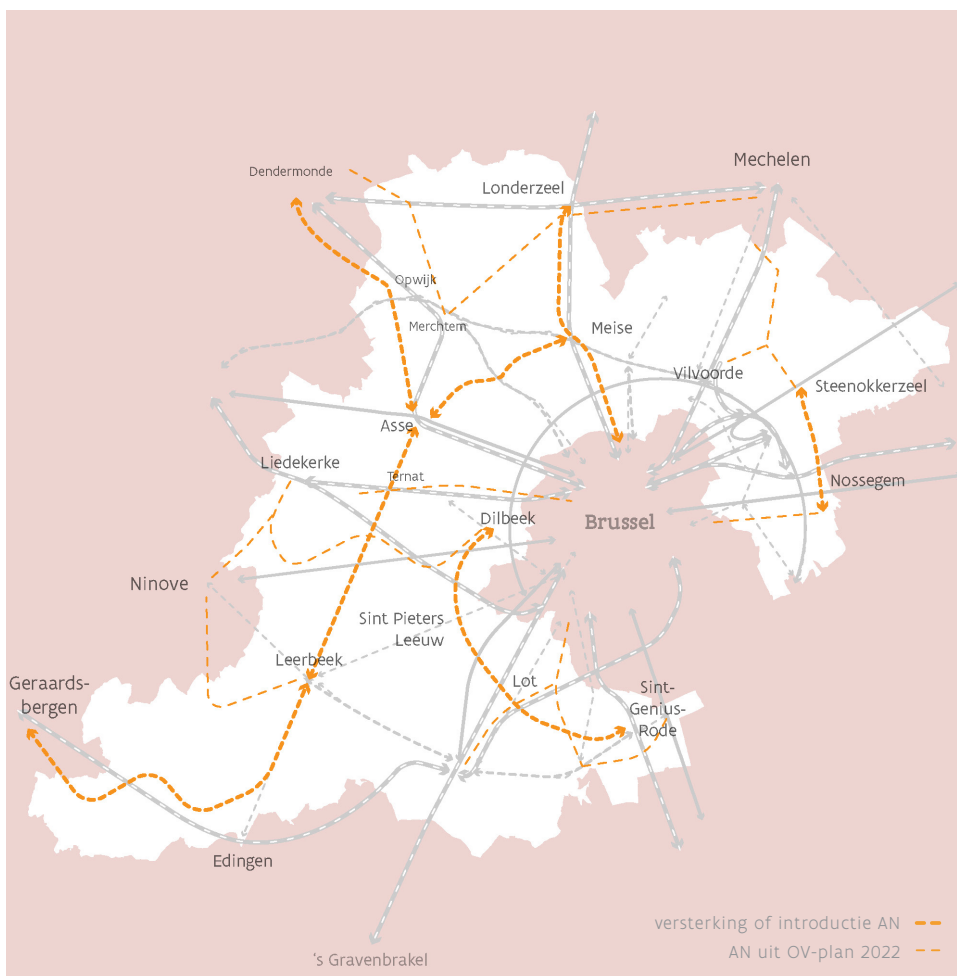 Mechelen
Dendermonde
Londerzeel
Opwijk
Merchtem
Meise
Vilvoorde
Steenokkerzeel
Asse
Liedekerke
Ternat
Nossegem
Dilbeek
Brussel
Ninove
Sint Pieters
Leeuw
Leerbeek
Geraards-
bergen
Lot
Sint-
Genius-
Rode
Edingen
's Gravenbrakel
versterking of introductie AN
AN uit OV-plan 2022